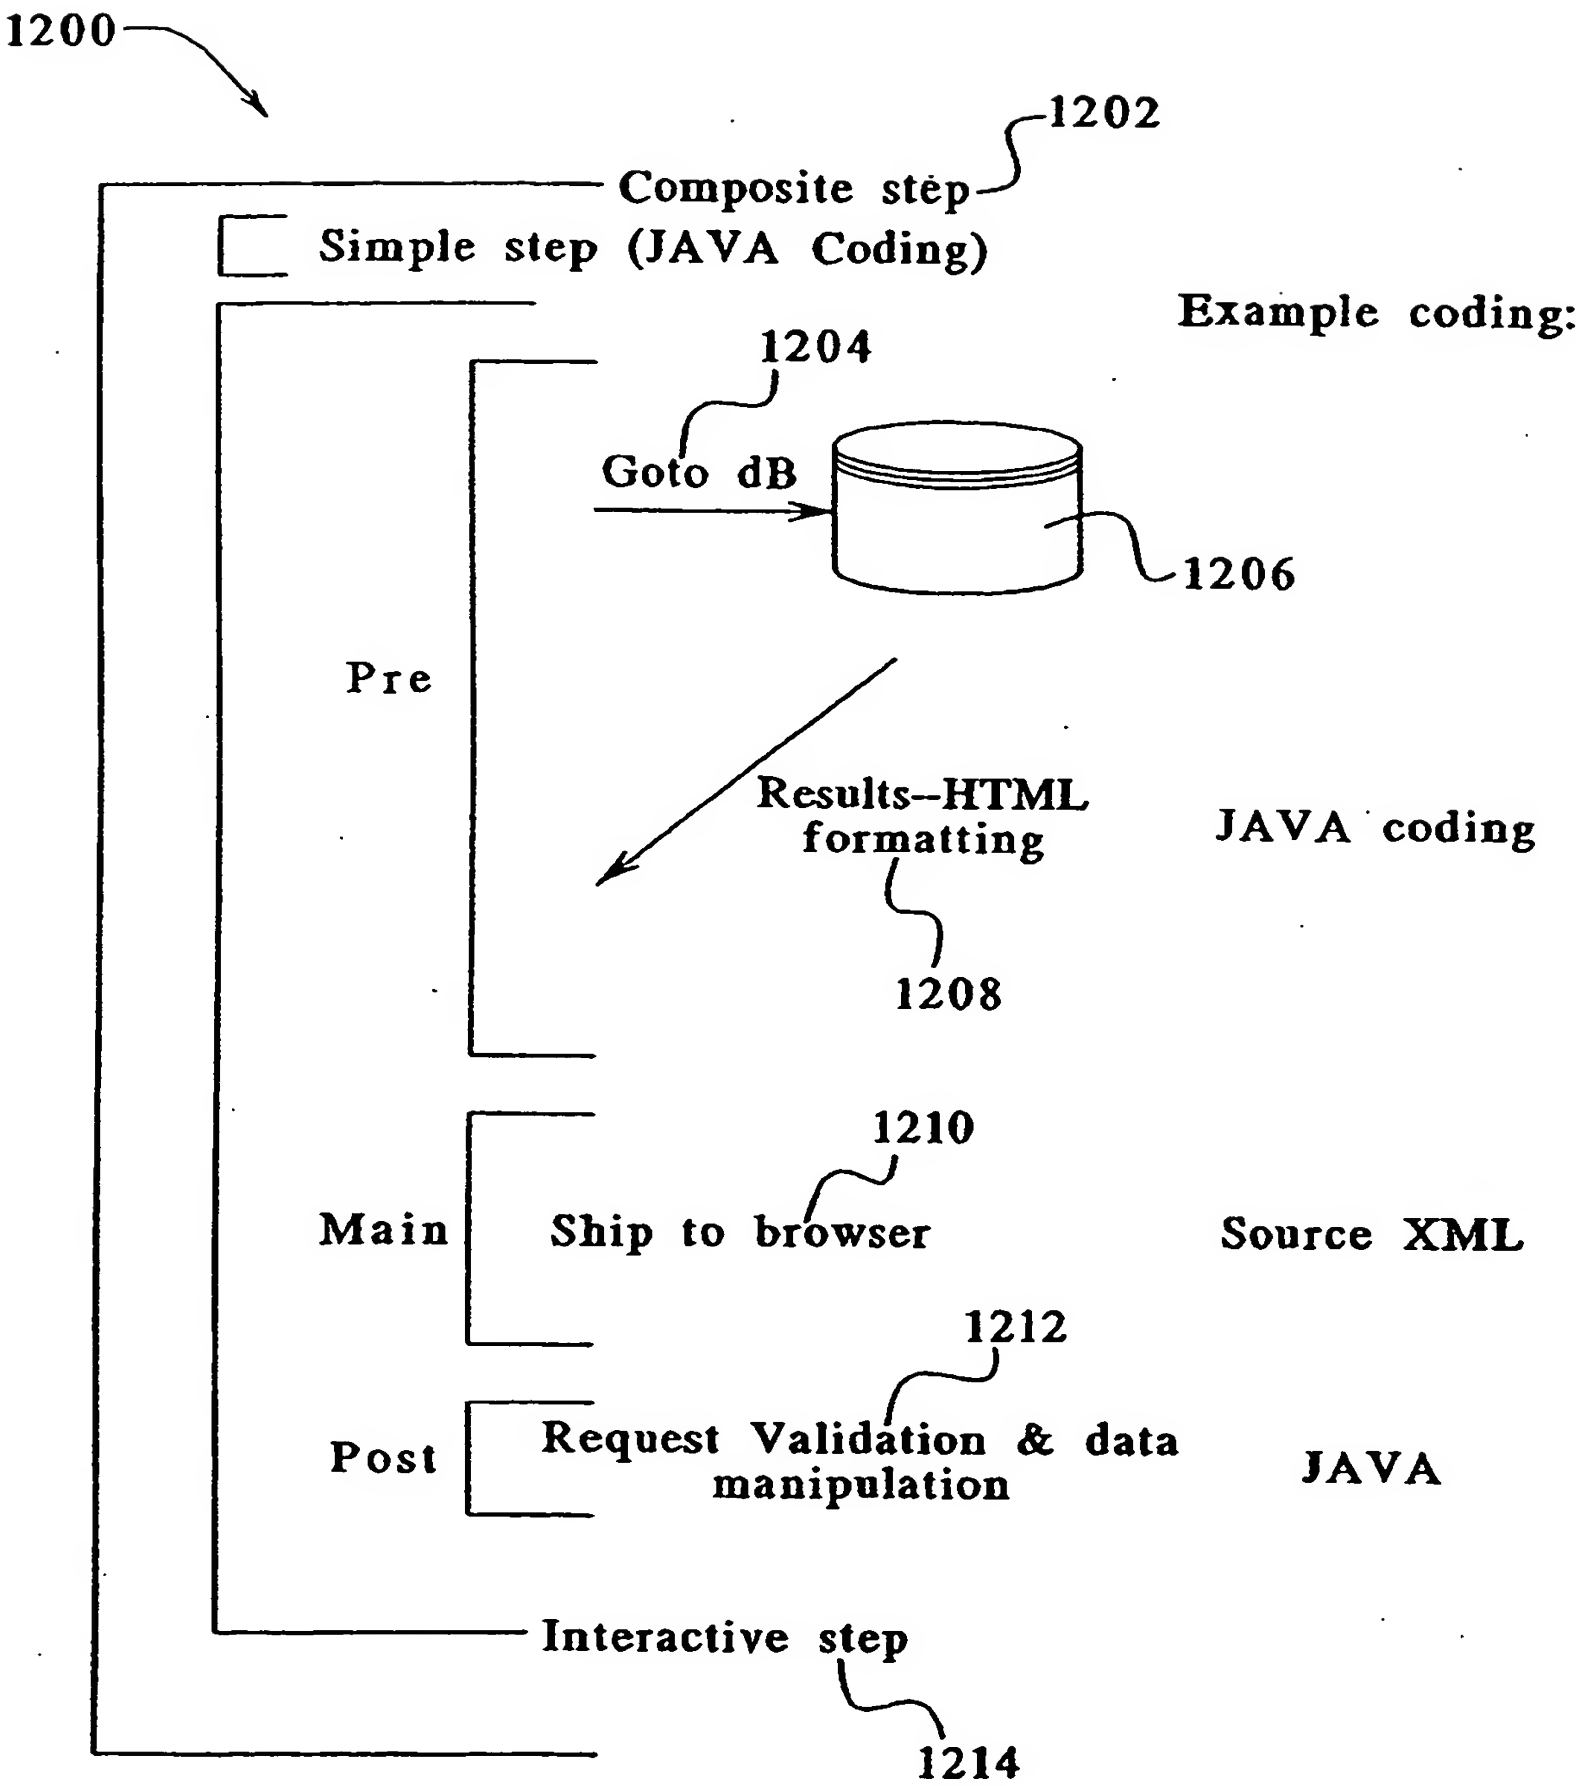 1200
1202
Composite step
Simple step (JAVA Coding)
Example coding:
1204
Goto dB
1206
Pre
Results–HTML
formatting
JAVA coding
1208
1210
Main
Ship to browser
Source XML
1212
Post
Request Validation & data
manipulation
JAVA
Interactive step
1214